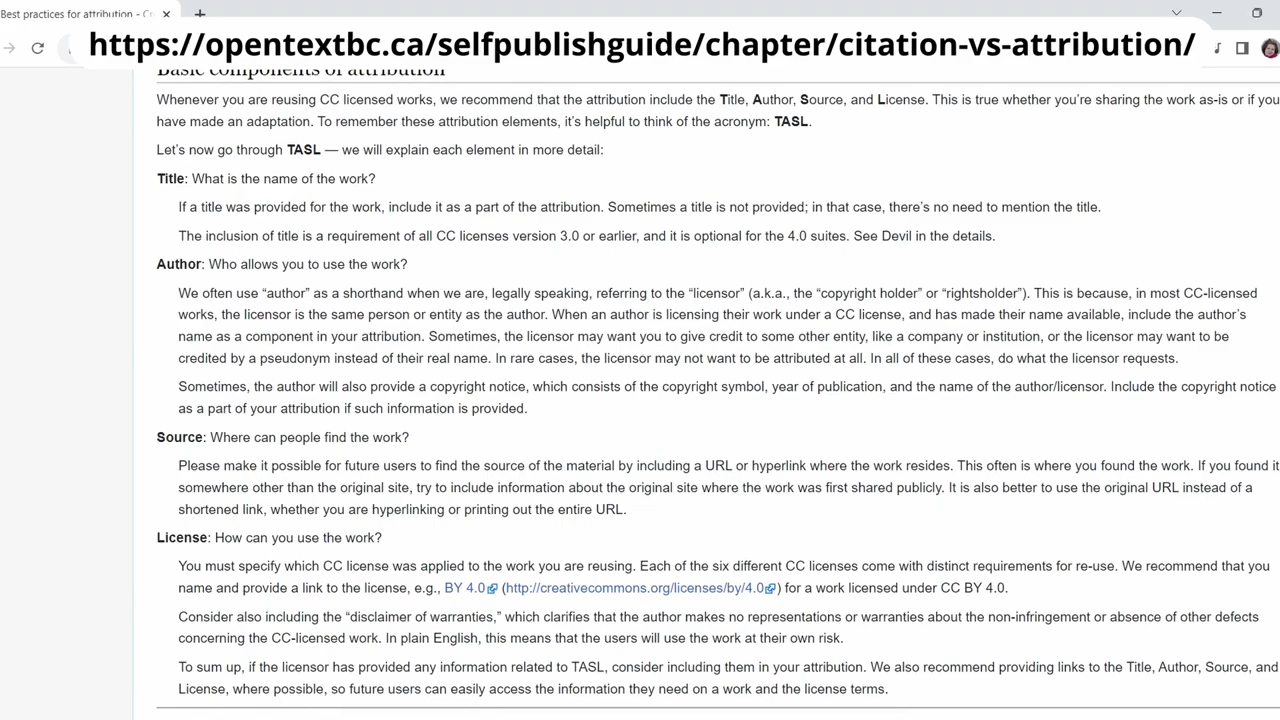 Best practices for attribution - Cr
https://opentextbc.ca/selfpublishguide/chapter/citation-vs-attribution/
Basic components of attribution
Whenever you are reusing CC licensed works, we recommend that the attribution include the Title, Author, Source, and License. This is true whether you’re sharing the work as-is or if you
have made an adaptation. To remember these attribution elements, it’s helpful to think of the acronym: TASL.
Let’s now go through TASL — we will explain each element in more detail:
Title: What is the name of the work?
If a title was provided for the work, include it as a part of the attribution. Sometimes a title is not provided; in that case, there’s no need to mention the title.
The inclusion of title is a requirement of all CC licenses version 3.0 or earlier, and it is optional for the 4.0 suites. See Devil in the details.
Author: Who allows you to use the work?
We often use “author” as a shorthand when we are, legally speaking, referring to the “licensor” (a.k.a., the “copyright holder” or “rightsholder”). This is because, in most CC-licensed
works, the licensor is the same person or entity as the author. When an author is licensing their work under a CC license, and has made their name available, include the author’s
name as a component in your attribution. Sometimes, the licensor may want you to give credit to some other entity, like a company or institution, or the licensor may want to be
credited by a pseudonym instead of their real name. In rare cases, the licensor may not want to be attributed at all. In all of these cases, do what the licensor requests.
Sometimes, the author will also provide a copyright notice, which consists of the copyright symbol, year of publication, and the name of the author/licensor. Include the copyright notice
as a part of your attribution if such information is provided.
Source: Where can people find the work?
Please make it possible for future users to find the source of the material by including a URL or hyperlink where the work resides. This often is where you found the work. If you found it
somewhere other than the original site, try to include information about the original site where the work was first shared publicly. It is also better to use the original URL instead of a
shortened link, whether you are hyperlinking or printing out the entire URL.
License: How can you use the work?
You must specify which CC license was applied to the work you are reusing. Each of the six different CC licenses come with distinct requirements for re-use. We recommend that you
name and provide a link to the license, e.g., BY 4.0 (http://creativecommons.org/licenses/by/4.0) for a work licensed under CC BY 4.0.
Consider also including the “disclaimer of warranties,” which clarifies that the author makes no representations or warranties about the non-infringement or absence of other defects
concerning the CC-licensed work. In plain English, this means that the users will use the work at their own risk.
To sum up, if the licensor has provided any information related to TASL, consider including them in your attribution. We also recommend providing links to the Title, Author, Source, and
License, where possible, so future users can easily access the information they need on a work and the license terms.